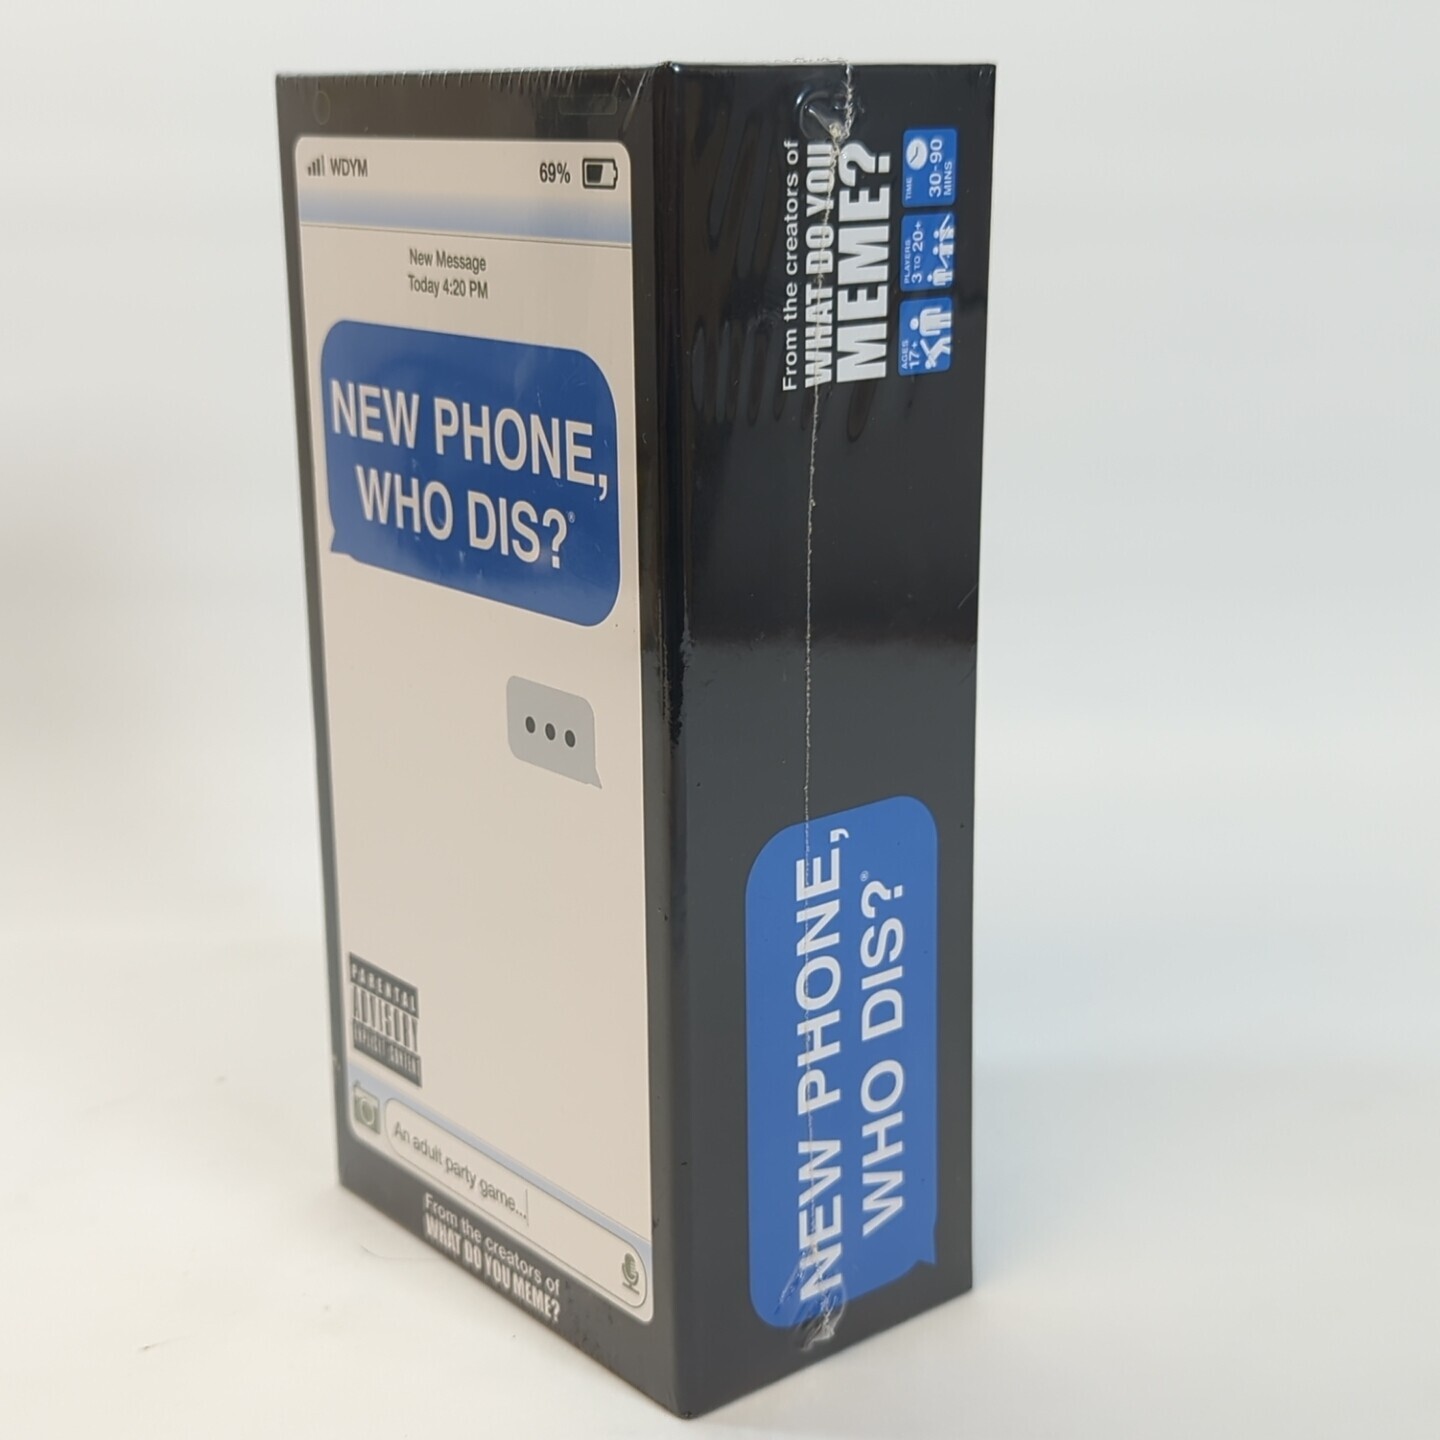 WDYM 69%
New Message
Today 4:20 PM
NEW PHONE,
WHO DIS?®
PARENTAL
ADVISORY
EXPLICIT CONTENT
An adult party game...
From the creators of
WHAT DO YOU MEME?
From the creators of
WHAT DO YOU
MEME?
AGES
17+
PLAYERS
3 TO 20+
TIME
30-90
MINS
NEW PHONE,
WHO DIS?®